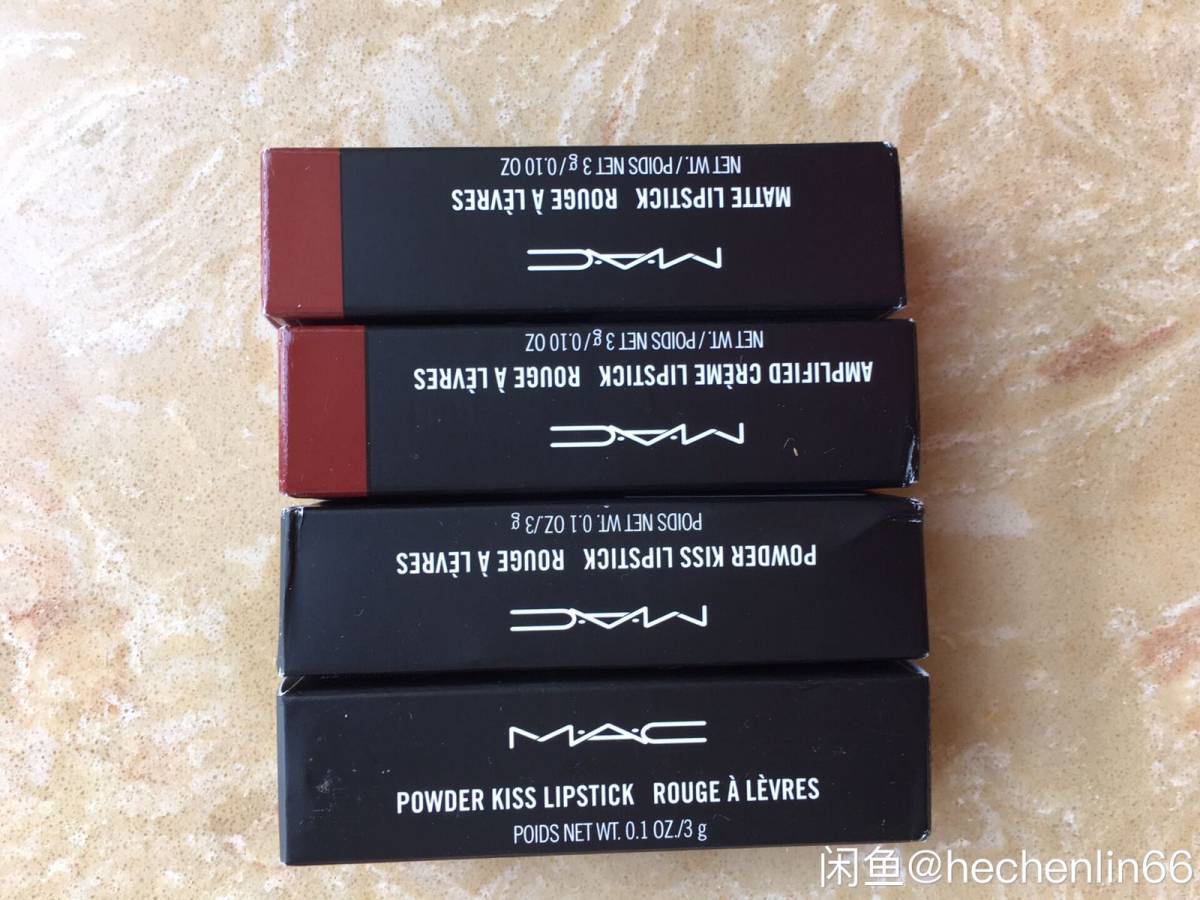 NET WT. / POIDS NET 3 g / 0.10 OZ
MATTE LIPSTICK ROUGE À LÈVRES
M·A·C
NET WT. / POIDS NET 3 g / 0.10 OZ
AMPLIFIED CRÈME LIPSTICK ROUGE À LÈVRES
M·A·C
POIDS NET WT. 0.1 OZ./3 g
POWDER KISS LIPSTICK ROUGE À LÈVRES
M·A·C
M·A·C
POWDER KISS LIPSTICK ROUGE À LÈVRES
POIDS NET WT. 0.1 OZ./3 g
闲鱼@hechenlin66